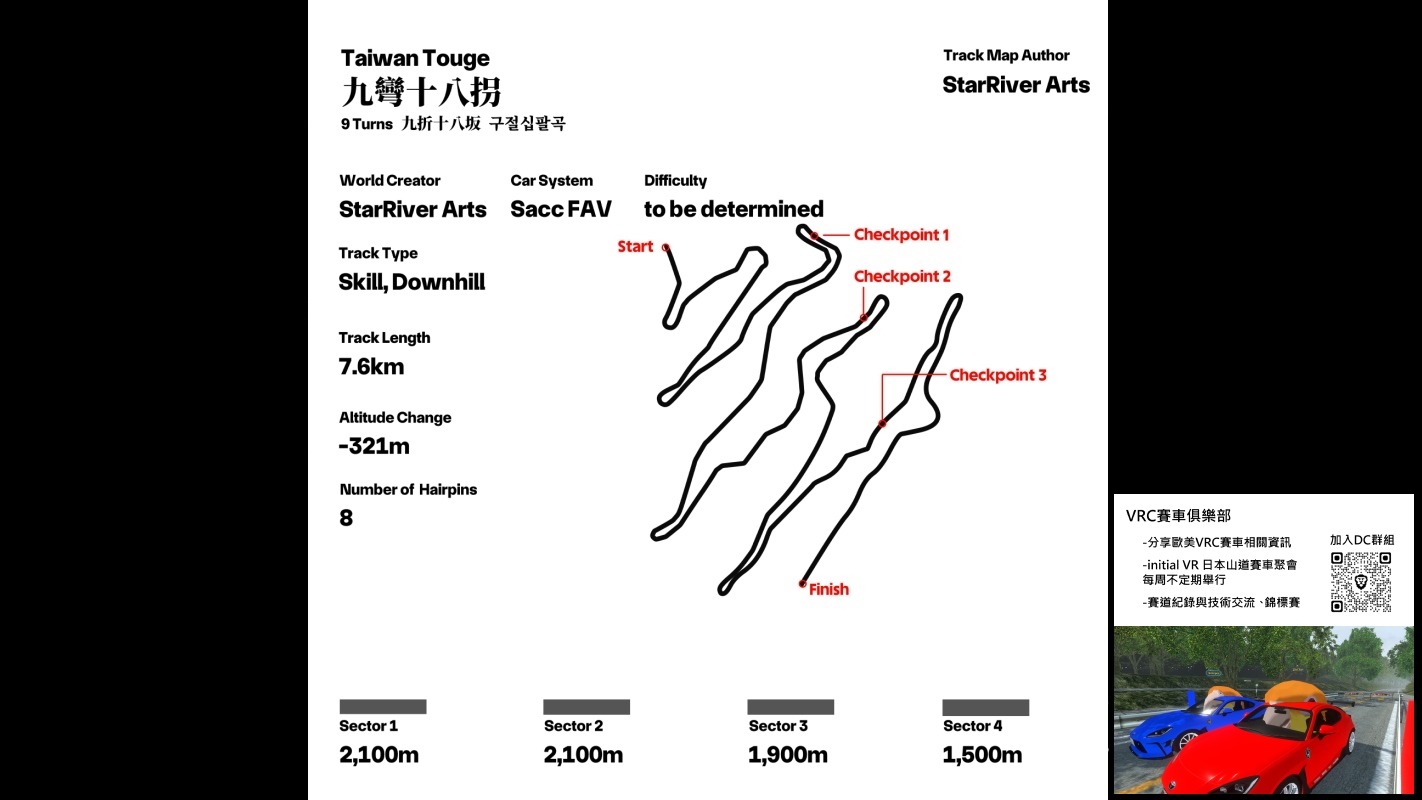 Taiwan Touge
九彎十八拐
9 Turns 九折十八坂 구절십팔곡
Track Map Author
StarRiver Arts
World Creator
StarRiver Arts
Car System
Sacc FAV
Difficulty
to be determined
Track Type
Skill, Downhill
Track Length
7.6km
Altitude Change
-321m
Number of Hairpins
8
Start
Checkpoint 1
Checkpoint 2
Checkpoint 3
Finish
Sector 1
2,100m
Sector 2
2,100m
Sector 3
1,900m
Sector 4
1,500m
VRC賽車俱樂部
-分享歐美VRC賽車相關資訊
-initial VR 日本山道賽車聚會
每周不定期舉行
-賽道紀錄與技術交流、錦標賽
加入DC群組